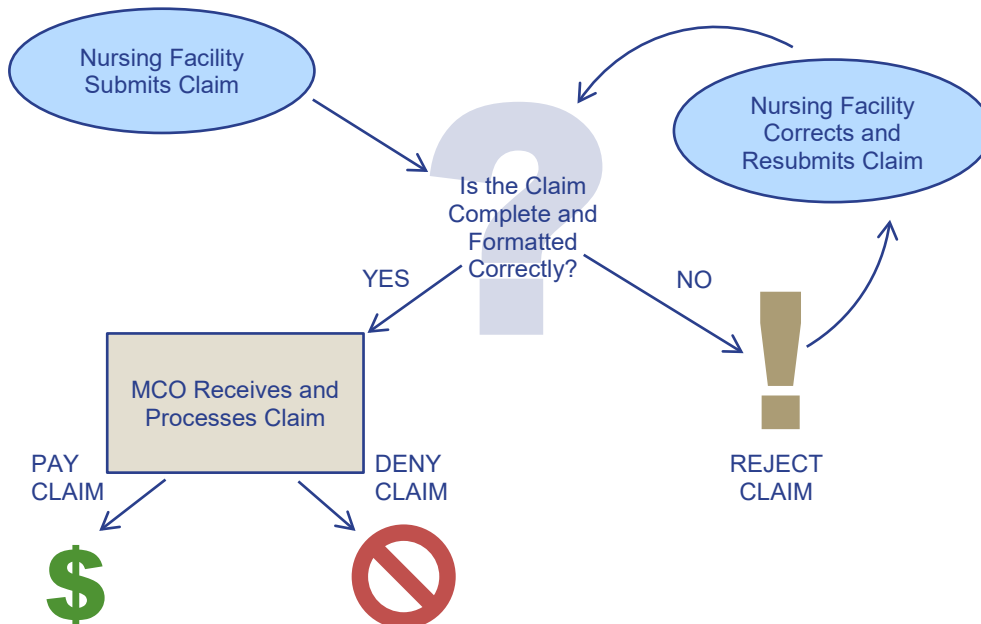 Nursing Facility
Submits Claim
Nursing Facility
Corrects and
Resubmits Claim
?
Is the Claim
Complete and
Formatted
Correctly?
YES
NO
!
MCO Receives and
Processes Claim
PAY
CLAIM
DENY
CLAIM
REJECT
CLAIM
$